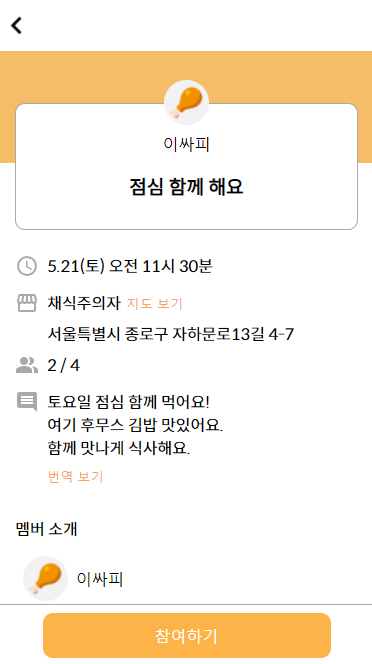 이싸피
점심 함께 해요
5.21(토) 오전 11시 30분
채식주의자 지도 보기
서울특별시 종로구 자하문로13길 4-7
2 / 4
토요일 점심 함께 먹어요!
여기 후무스 김밥 맛있어요.
함께 맛나게 식사해요.
번역 보기
멤버 소개
이싸피
참여하기